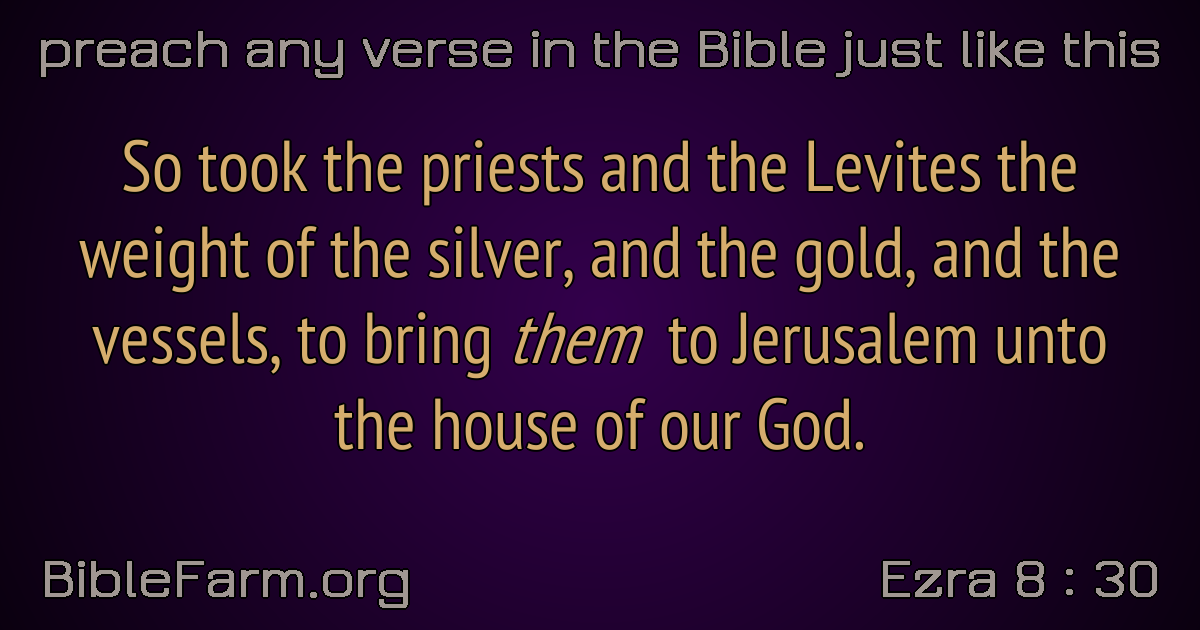 preach any verse in the Bible just like this
So took the priests and the Levites the
weight of the silver, and the gold, and the
vessels, to bring them to Jerusalem unto
the house of our God.
BibleFarm.org
Ezra 8 : 30